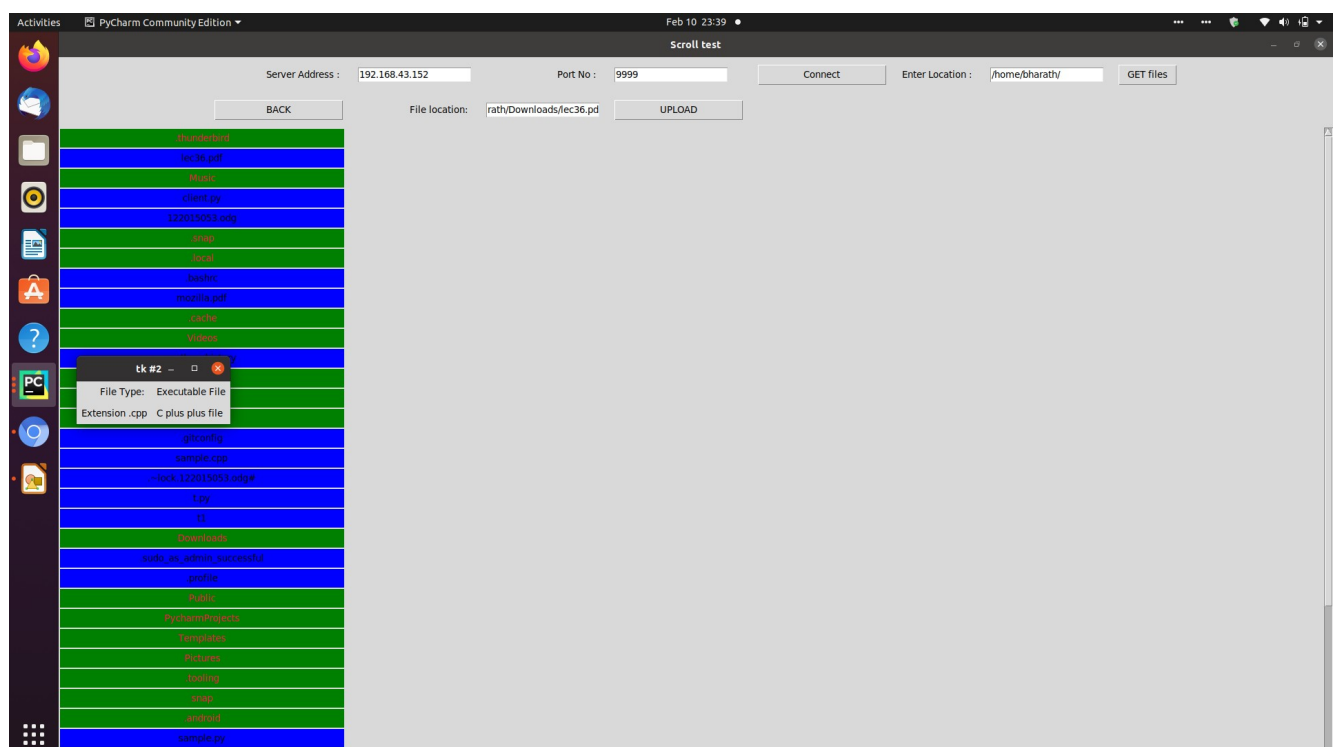 Activities PyCharm Community Edition Feb 10 23:39
Scroll test
Server Address : 192.168.43.152 Port No : 9999 Connect Enter Location : /home/bharath/ GET files
BACK File location: rath/Downloads/lec36.pd UPLOAD
.thunderbird
lec36.pdf
Music
client.py
122015053.odg
.snap
.local
.bashrc
mozilla.pdf
.cache
Videos
tk #2
File Type: Executable File
Extension .cpp C plus plus file
.gitconfig
sample.cpp
.~lock.122015053.odg#
t.py
Downloads
.sudo_as_admin_successful
.profile
Public
PycharmProjects
Templates
Pictures
.tooling
snap
.android
sample.py